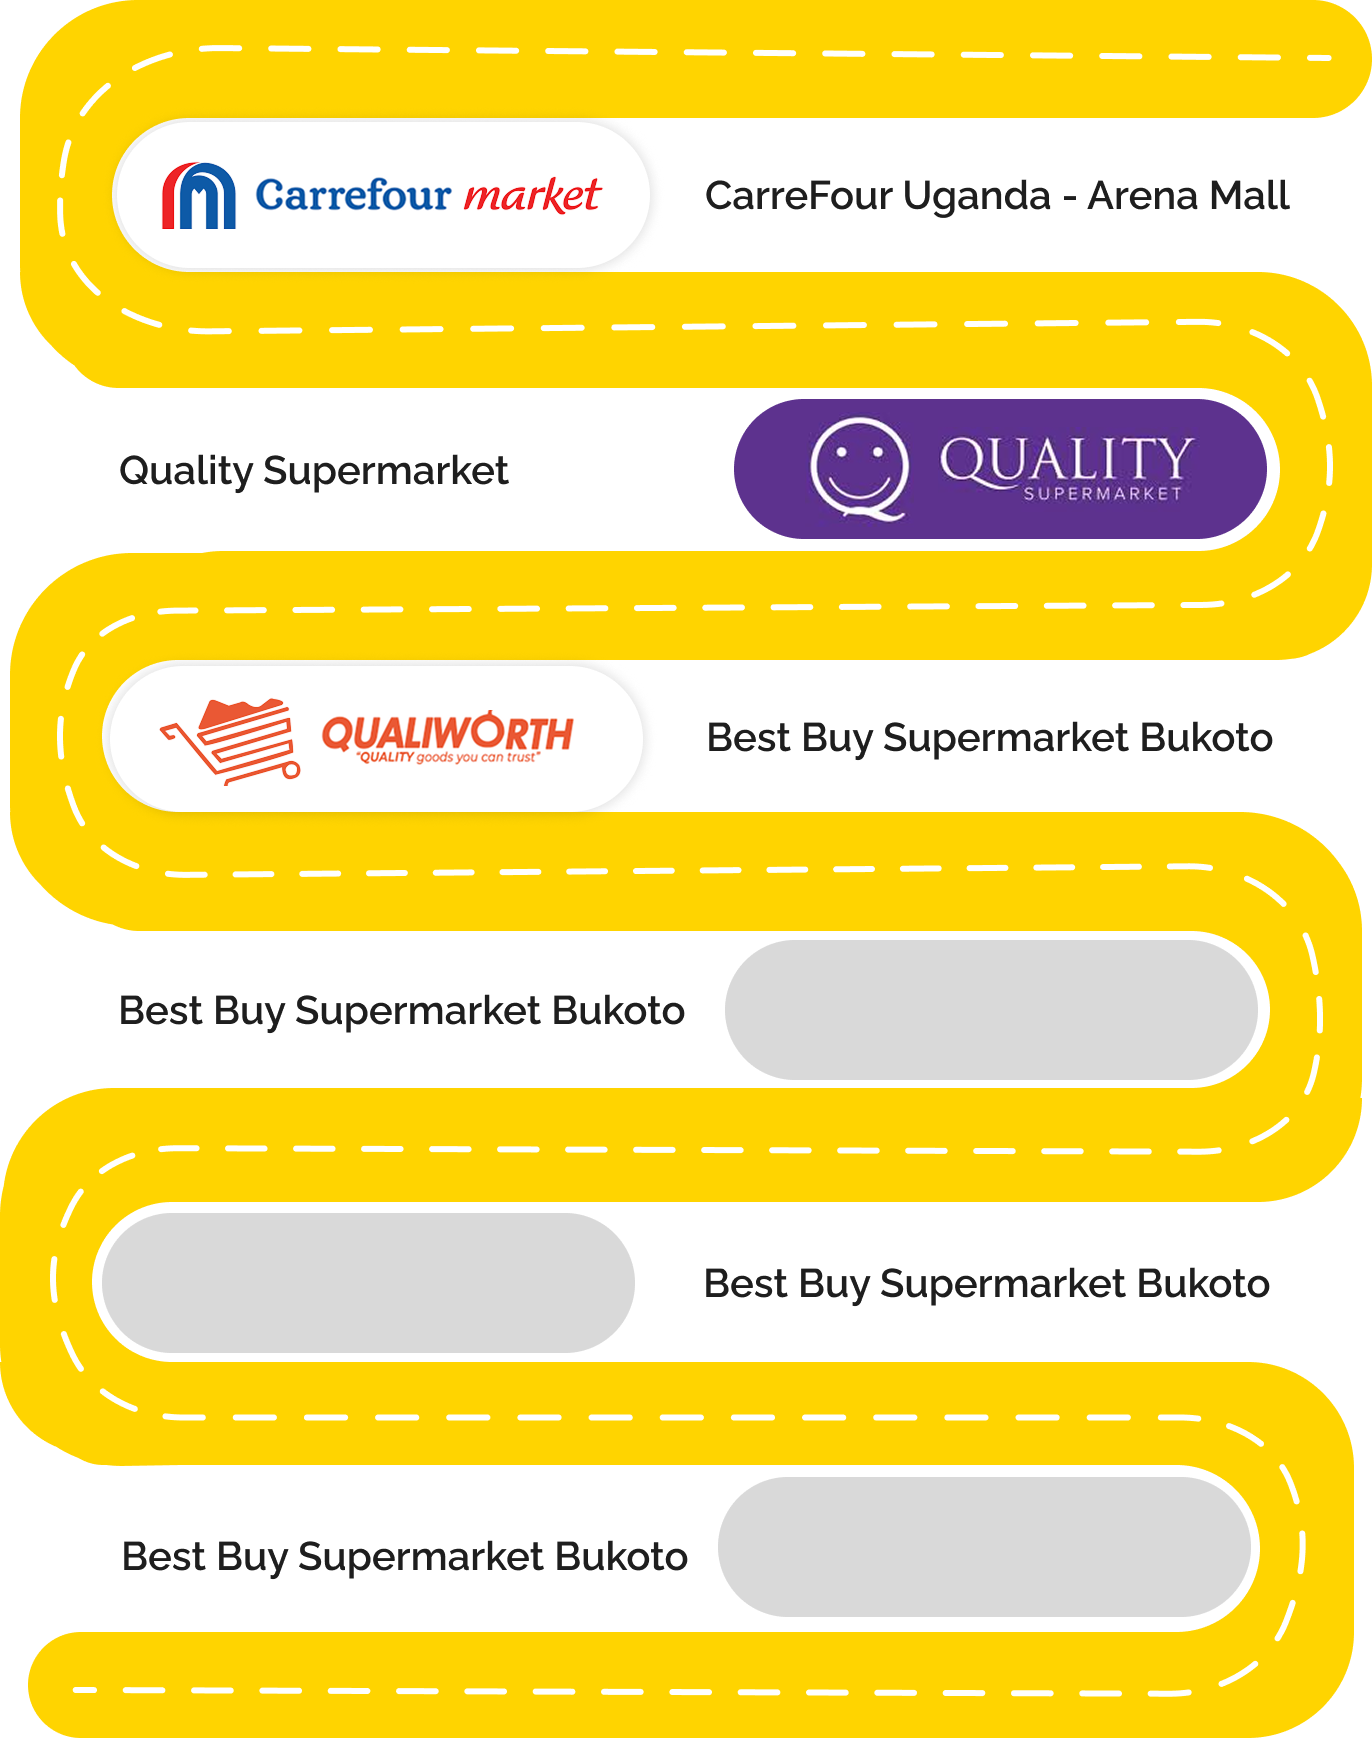 Carrefour market
CarreFour Uganda - Arena Mall
Quality Supermarket
QUALITY
SUPERMARKET
QUALIWORTH
"QUALITY goods you can trust"
Best Buy Supermarket Bukoto
Best Buy Supermarket Bukoto
Best Buy Supermarket Bukoto
Best Buy Supermarket Bukoto